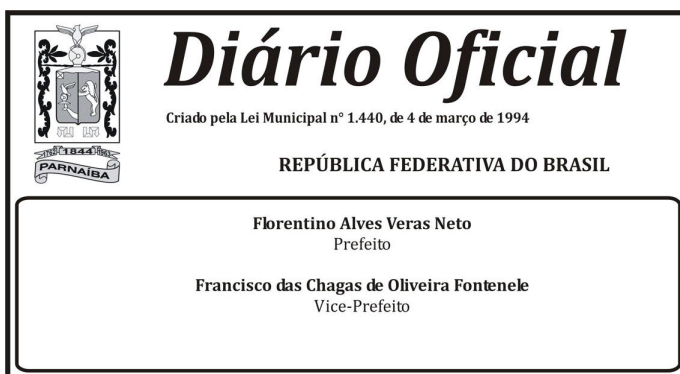 Diário Oficial
Criado pela Lei Municipal n° 1.440, de 4 de março de 1994
1844
PARNAÍBA
REPÚBLICA FEDERATIVA DO BRASIL
Florentino Alves Veras Neto
Prefeito
Francisco das Chagas de Oliveira Fontenele
Vice-Prefeito